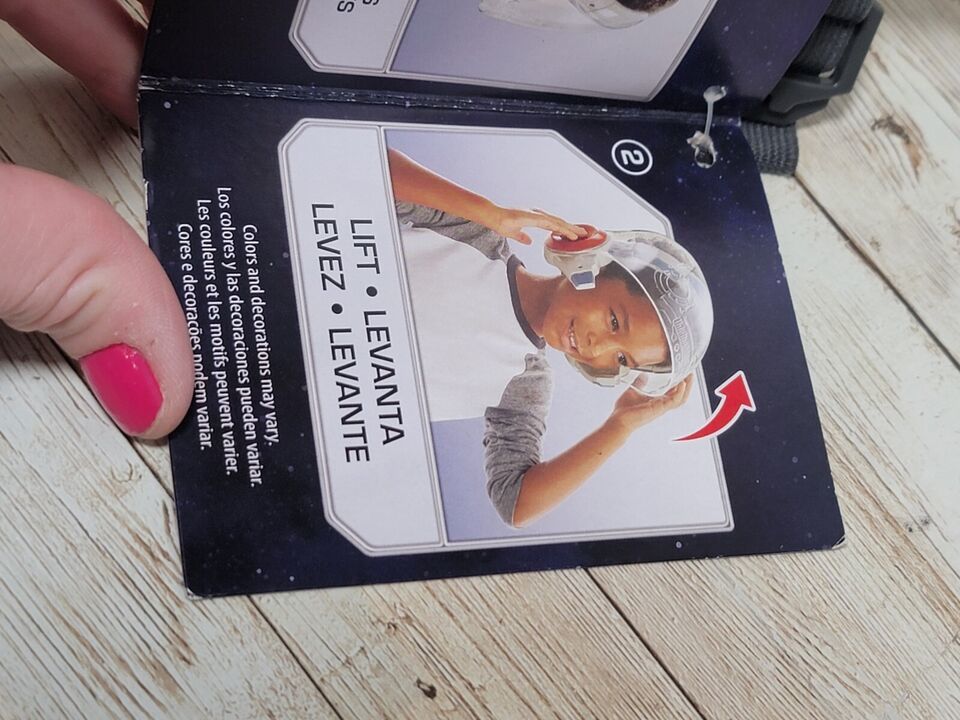 2
LIFT • LEVANTA
LEVEZ • LEVANTE
Colors and decorations may vary.
Los colores y las decoraciones pueden variar.
Les couleurs et les motifs peuvent varier.
Cores e decorações podem variar.